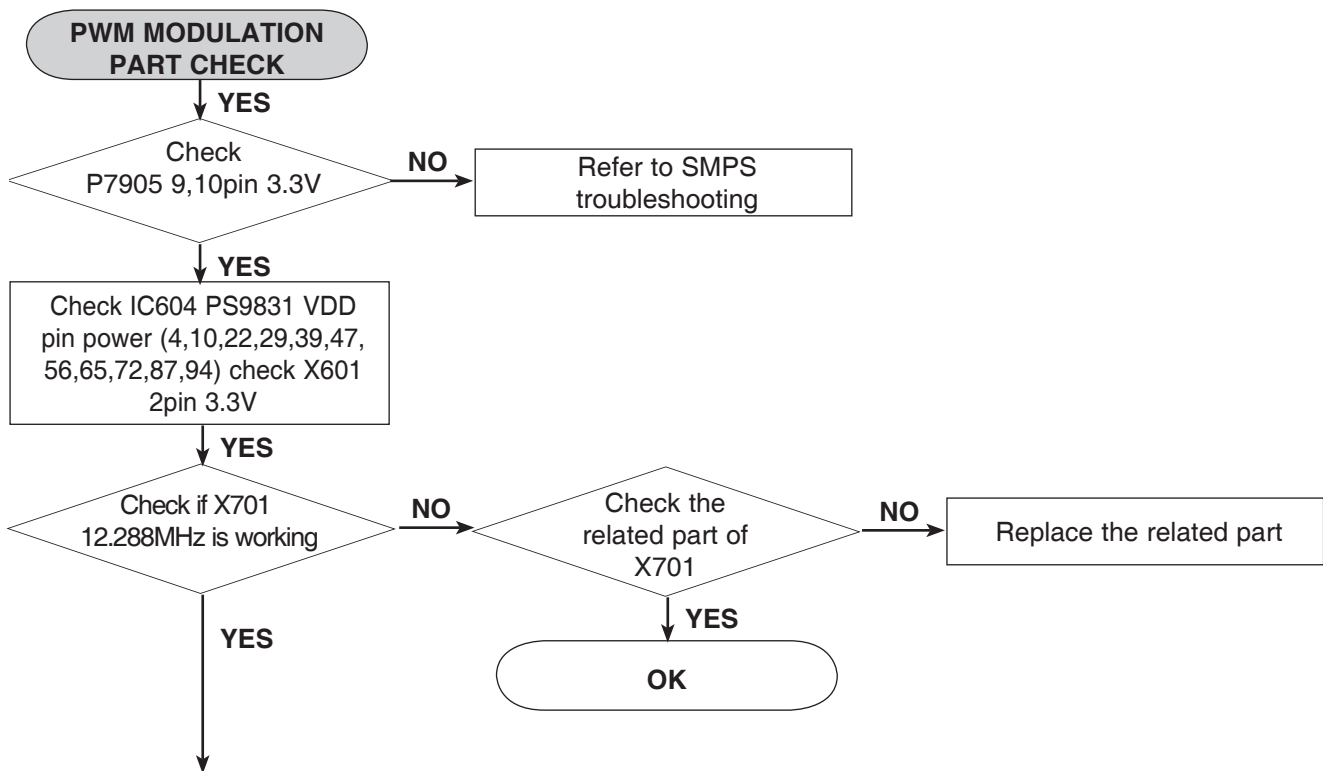 PWM MODULATION
PART CHECK
YES
Check
P7905 9,10pin 3.3V
NO
Refer to SMPS
troubleshooting
YES
Check IC604 PS9831 VDD
pin power (4,10,22,29,39,47,
56,65,72,87,94) check X601
2pin 3.3V
YES
Check if X701
12.288MHz is working
NO
Check the
related part of
X701
NO
Replace the related part
YES
YES
OK